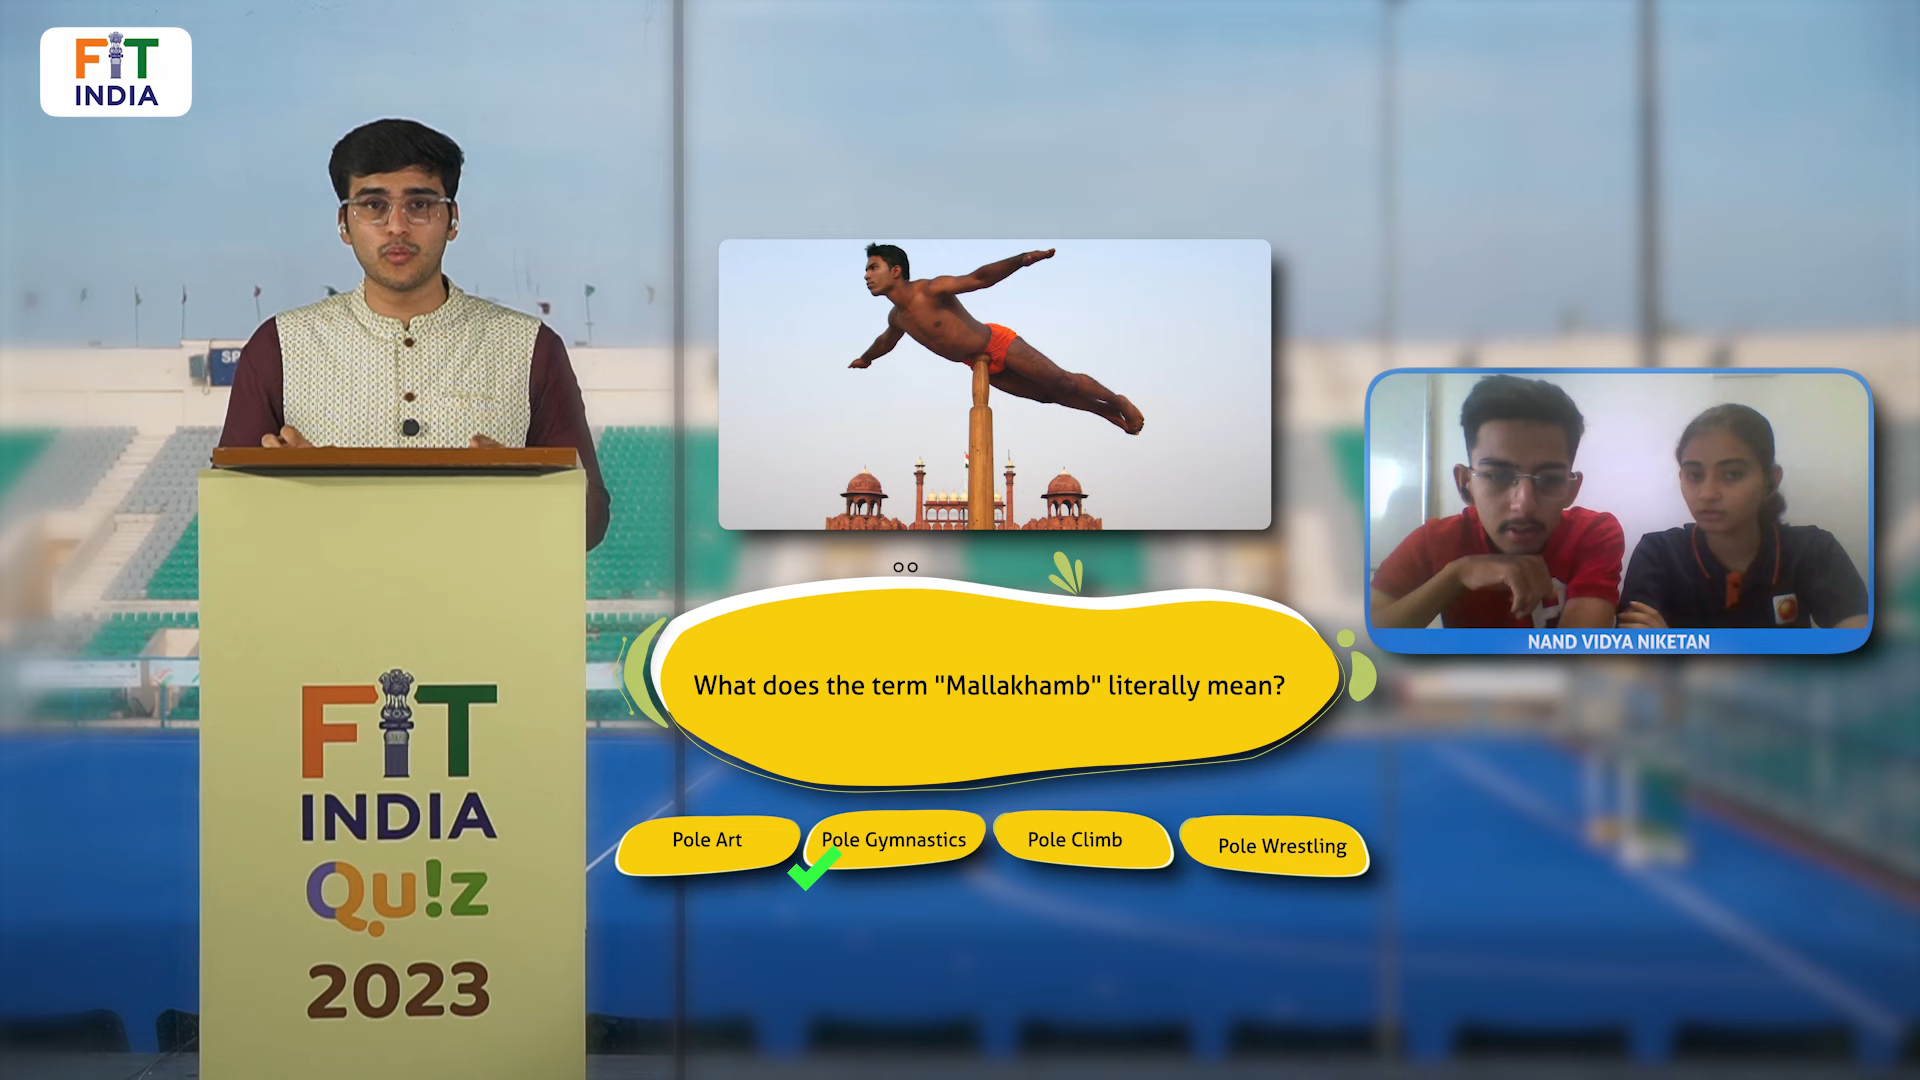 FIT
INDIA
SP
NAND VIDYA NIKETAN
What does the term "Mallakhamb" literally mean?
Pole Art
Pole Gymnastics
Pole Climb
Pole Wrestling
FIT
INDIA
Qu!z
2023